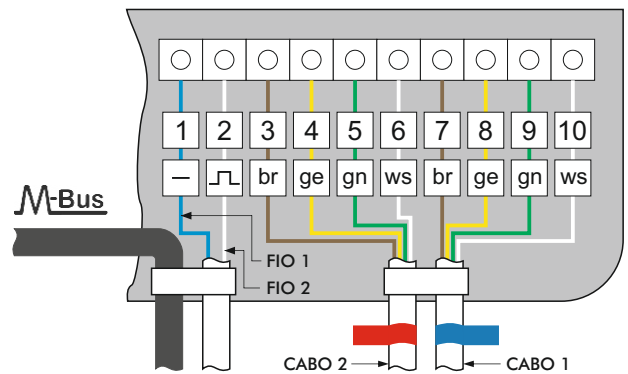 1 2 3 4 5 6 7 8 9 10
— br ge gn ws br ge gn ws
M-Bus
FIO 1
FIO 2
CABO 2
CABO 1